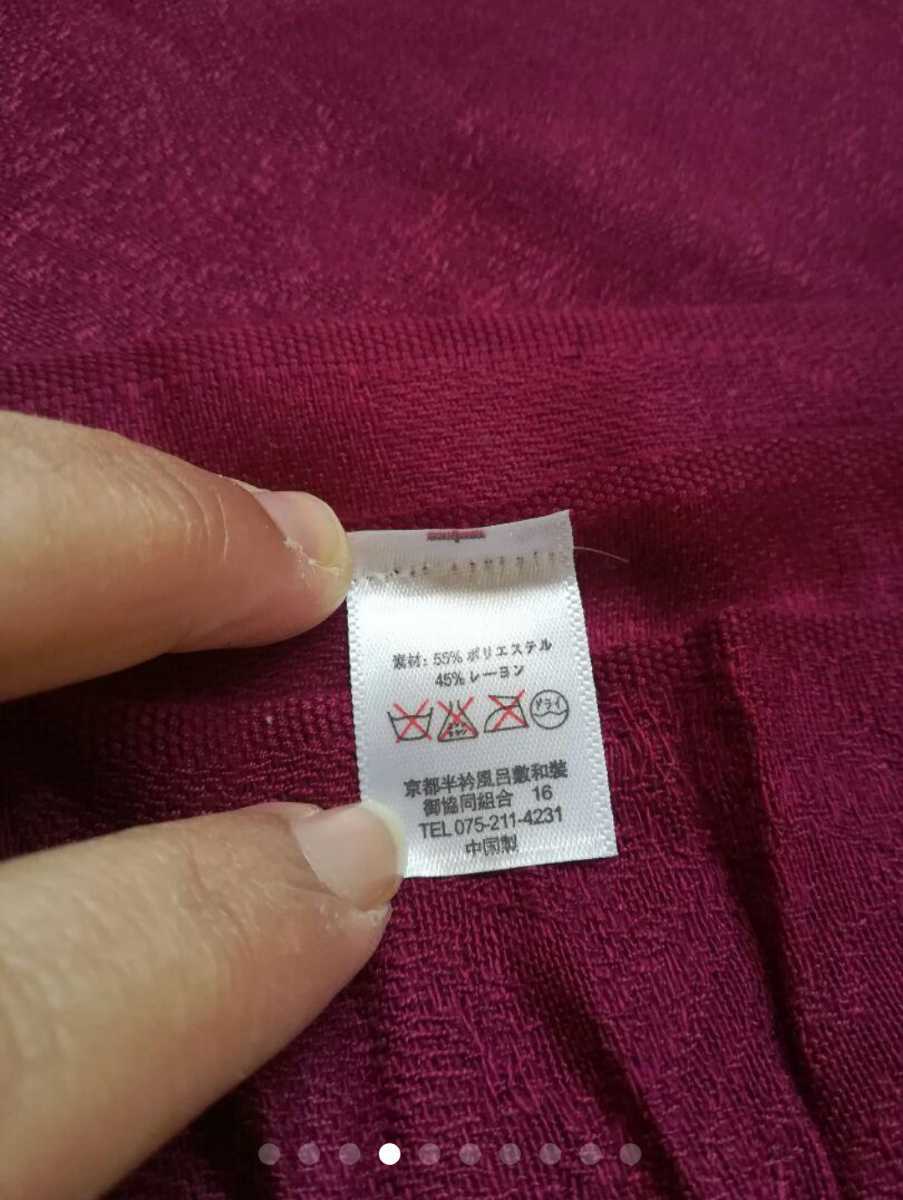 素材: 55% ポリエステル
45% レーヨン
ドライ
京都半衿風呂敷和装
御協同組合 16
TEL 075-211-4231
中国製